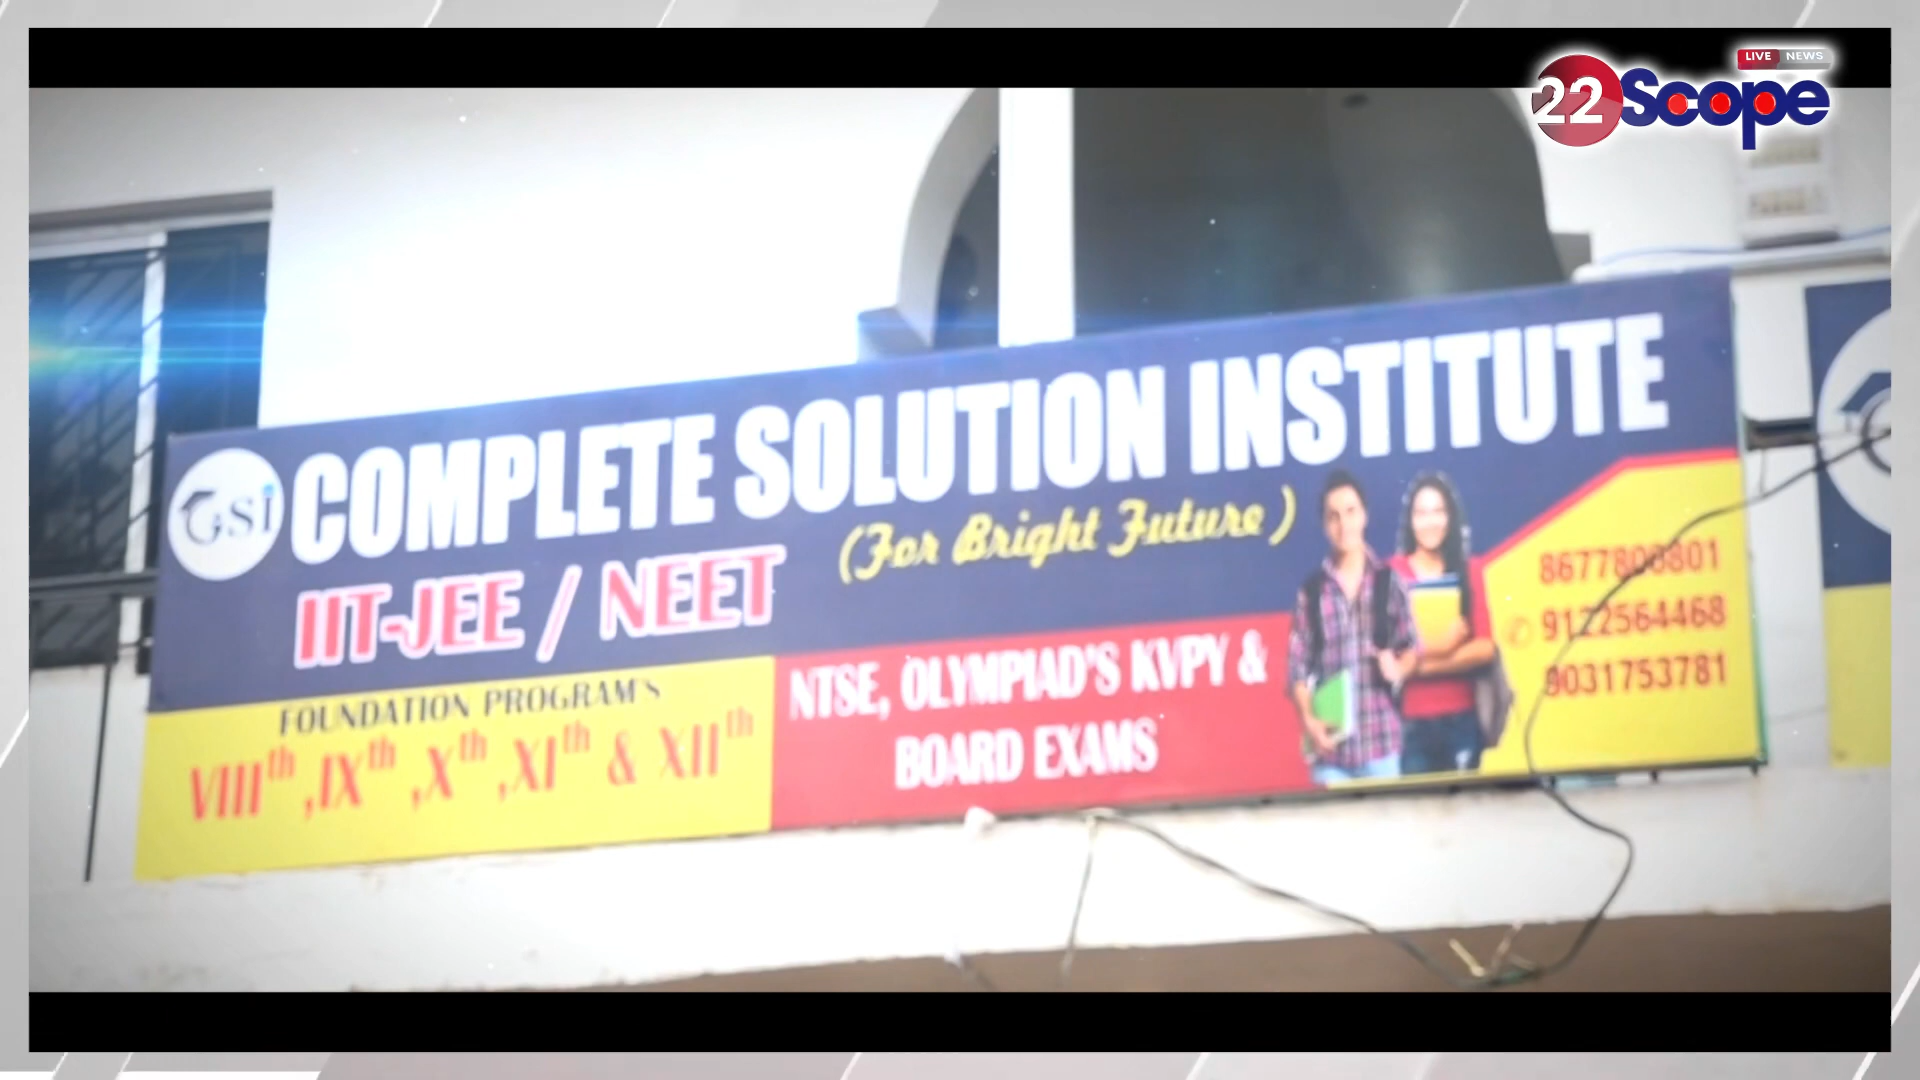 LIVE NEWS
22Scope
CSi COMPLETE SOLUTION INSTITUTE
(For Bright Future)
IIT-JEE / NEET
FOUNDATION PROGRAM'S
VIIIth ,IXth ,Xth ,XIth & XIIth
NTSE, OLYMPIAD'S KVPY &
BOARD EXAMS
8677800801
9122564468
9031753781